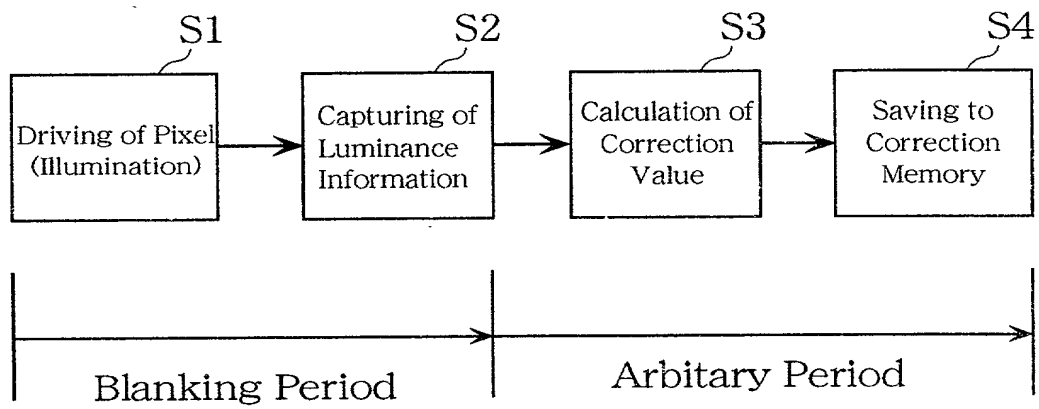 S1
S2
S3
S4
Driving of Pixel
(Illumination)
Capturing of
Luminance
Information
Calculation of
Correction
Value
Saving to
Correction
Memory
Blanking Period
Arbitary Period